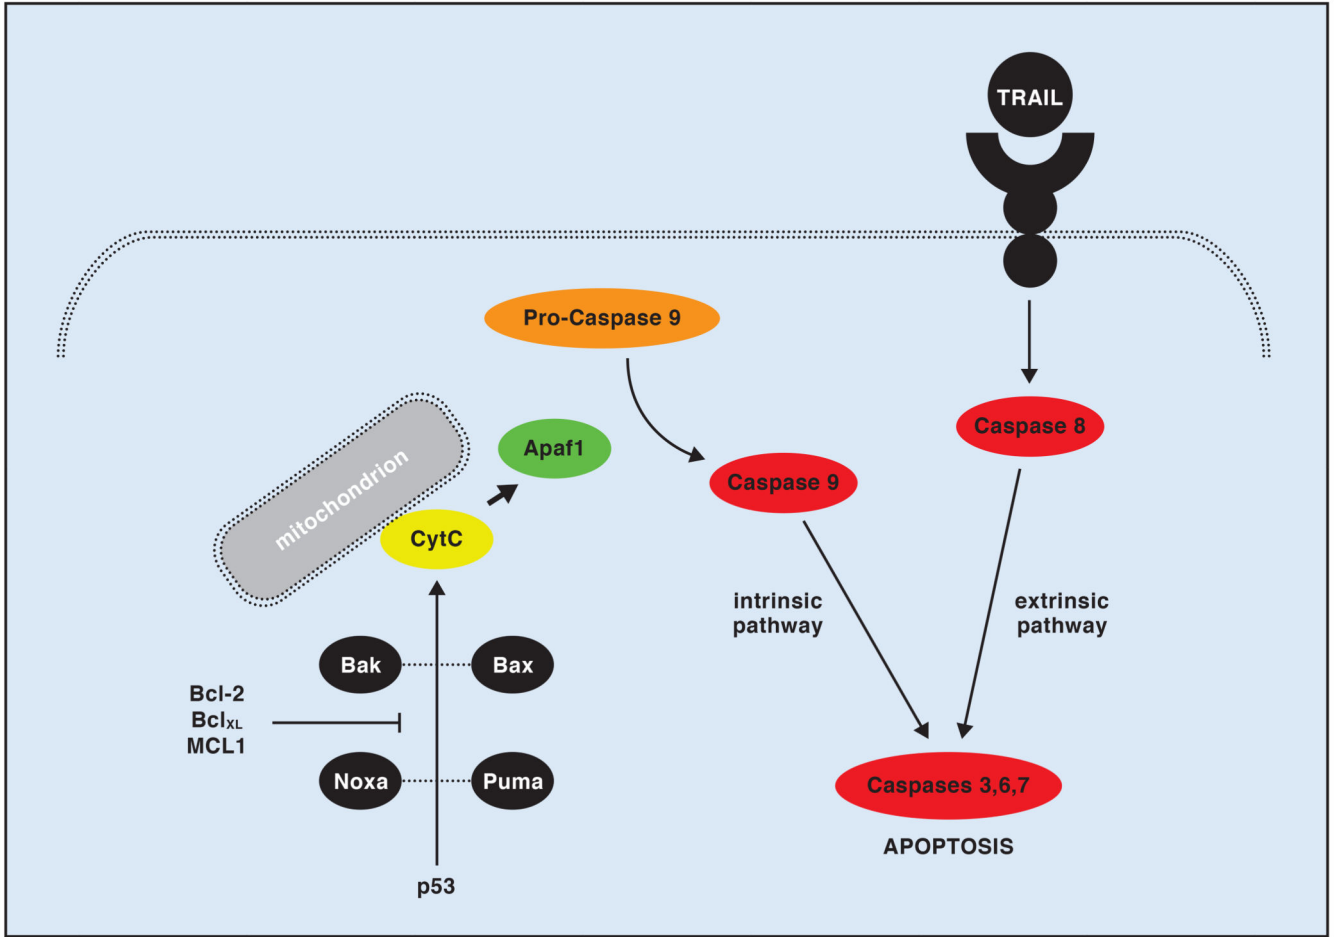 TRAIL
Pro-Caspase 9
Caspase 8
Apaf1
Caspase 9
mitochondrion
CytC
intrinsic
pathway
extrinsic
pathway
Bak
Bax
Bcl-2
BclXL
MCL1
Noxa
Puma
Caspases 3,6,7
APOPTOSIS
p53